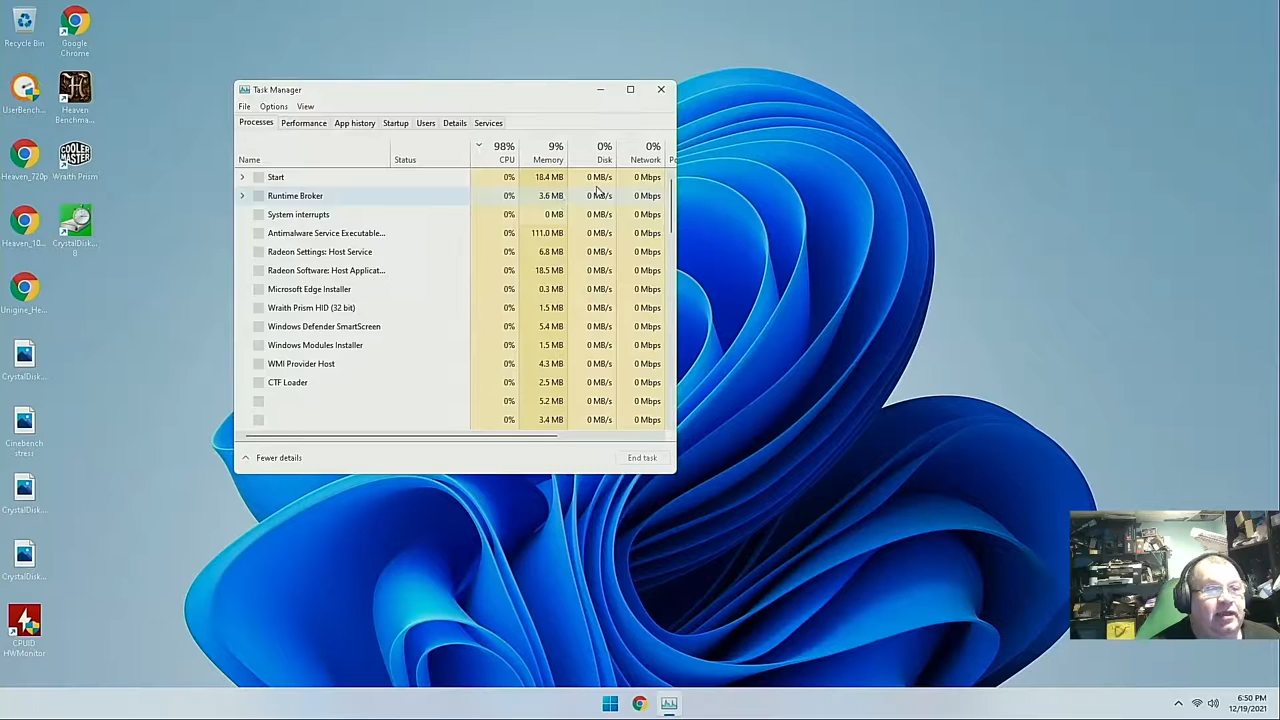 Recycle Bin
Google
Chrome
UserBench...
Heaven
Benchma...
Heaven_720p
COOLER
MASTER
Wraith Prism
Heaven_10...
CrystalDisk...
8
Unigine_He...
CrystalDisk...
Cinebench
stress
CrystalDisk...
CrystalDisk...
CPUID
HWMonitor
Task Manager
File Options View
Processes Performance App history Startup Users Details Services
98% 9% 0% 0%
Name Status CPU Memory Disk Network Po
Start 0% 18.4 MB 0 MB/s 0 Mbps
Runtime Broker 0% 3.6 MB 0 MB/s 0 Mbps
System interrupts 0% 0 MB 0 MB/s 0 Mbps
Antimalware Service Executable... 0% 111.0 MB 0 MB/s 0 Mbps
Radeon Settings: Host Service 0% 6.8 MB 0 MB/s 0 Mbps
Radeon Software: Host Applicat... 0% 18.5 MB 0 MB/s 0 Mbps
Microsoft Edge Installer 0% 0.3 MB 0 MB/s 0 Mbps
Wraith Prism HID (32 bit) 0% 1.5 MB 0 MB/s 0 Mbps
Windows Defender SmartScreen 0% 5.4 MB 0 MB/s 0 Mbps
Windows Modules Installer 0% 1.5 MB 0 MB/s 0 Mbps
WMI Provider Host 0% 4.3 MB 0 MB/s 0 Mbps
CTF Loader 0% 2.5 MB 0 MB/s 0 Mbps
0% 5.2 MB 0 MB/s 0 Mbps
0% 3.4 MB 0 MB/s 0 Mbps
Fewer details End task
6:50 PM
12/19/2021